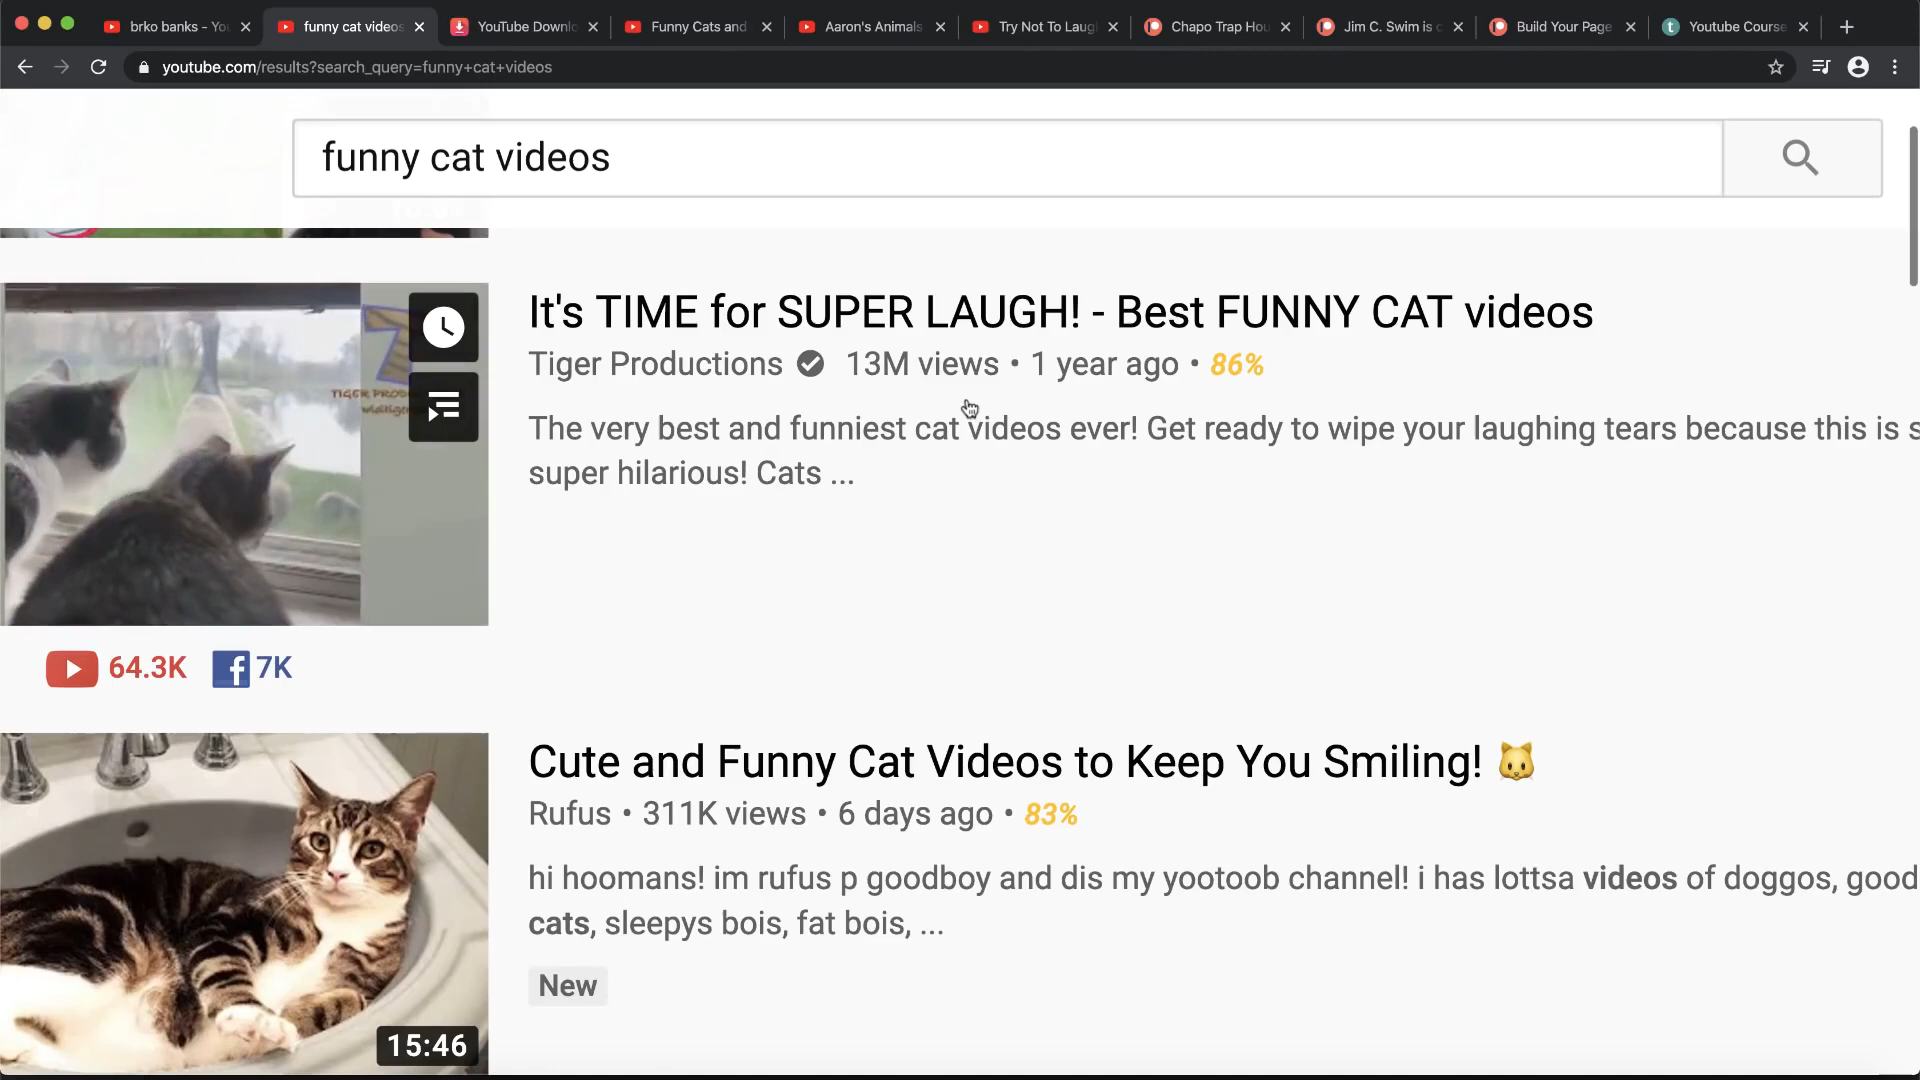 brko banks - Yo
funny cat videos
YouTube Downl
Funny Cats and
Aaron's Animals
Try Not To Laug
Chapo Trap Hou
Jim C. Swim is c
Build Your Page
Youtube Course
youtube.com/results?search_query=funny+cat+videos
funny cat videos
It's TIME for SUPER LAUGH! - Best FUNNY CAT videos
Tiger Productions 13M views • 1 year ago • 86%
The very best and funniest cat videos ever! Get ready to wipe your laughing tears because this is s
super hilarious! Cats ...
TIGER PROD
64.3K 7K
Cute and Funny Cat Videos to Keep You Smiling! 🐱
Rufus • 311K views • 6 days ago • 83%
hi hoomans! im rufus p goodboy and dis my yootoob channel! i has lottsa videos of doggos, good
cats, sleepys bois, fat bois, ...
New
15:46